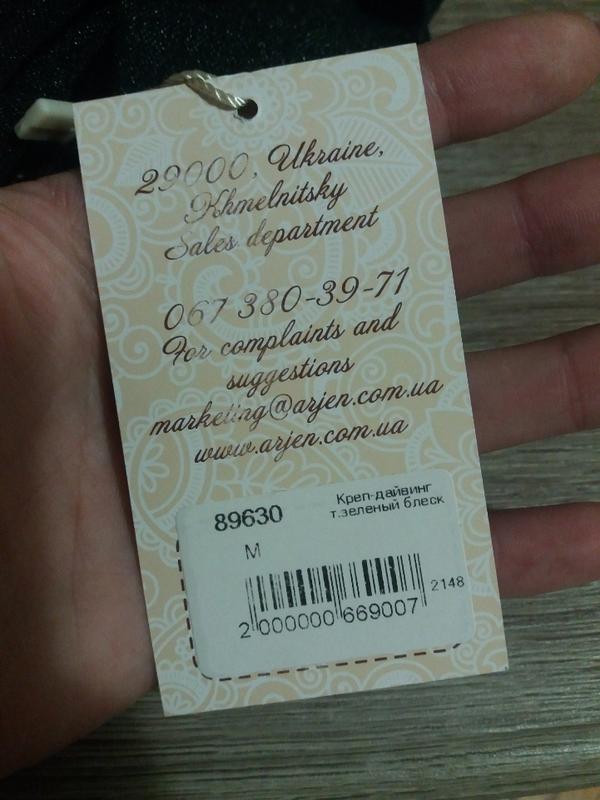 29000, Ukraine,
Khmelnitsky
Sales department
067 380-39-71
For complaints and
suggestions
marketing@arjen.com.ua
www.arjen.com.ua
89630
Креп-дайвинг
т.зеленый блеск
M
2148
2 000000 669007